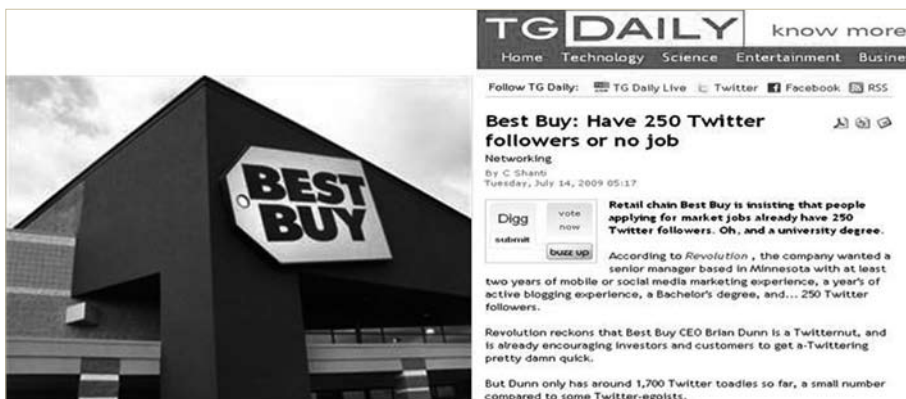 BEST
BUY
TG DAILY
know more
Home Technology Science Entertainment Busine
Follow TG Daily: TG Daily Live Twitter Facebook RSS
Best Buy: Have 250 Twitter
followers or no job
Networking
By C Shanti
Tuesday, July 14, 2009 05:17
Digg
submit
vote
now
buzz up
Retail chain Best Buy is insisting that people
applying for market jobs already have 250
Twitter followers. Oh, and a university degree.
According to Revolution , the company wanted a
senior manager based in Minnesota with at least
two years of mobile or social media marketing experience, a year's of
active blogging experience, a Bachelor's degree, and... 250 Twitter
followers.
Revolution reckons that Best Buy CEO Brian Dunn is a Twitternut, and
is already encouraging investors and customers to get a-Twittering
pretty damn quick.
But Dunn only has around 1,700 Twitter toadies so far, a small number
compared to some Twitter-egoists.